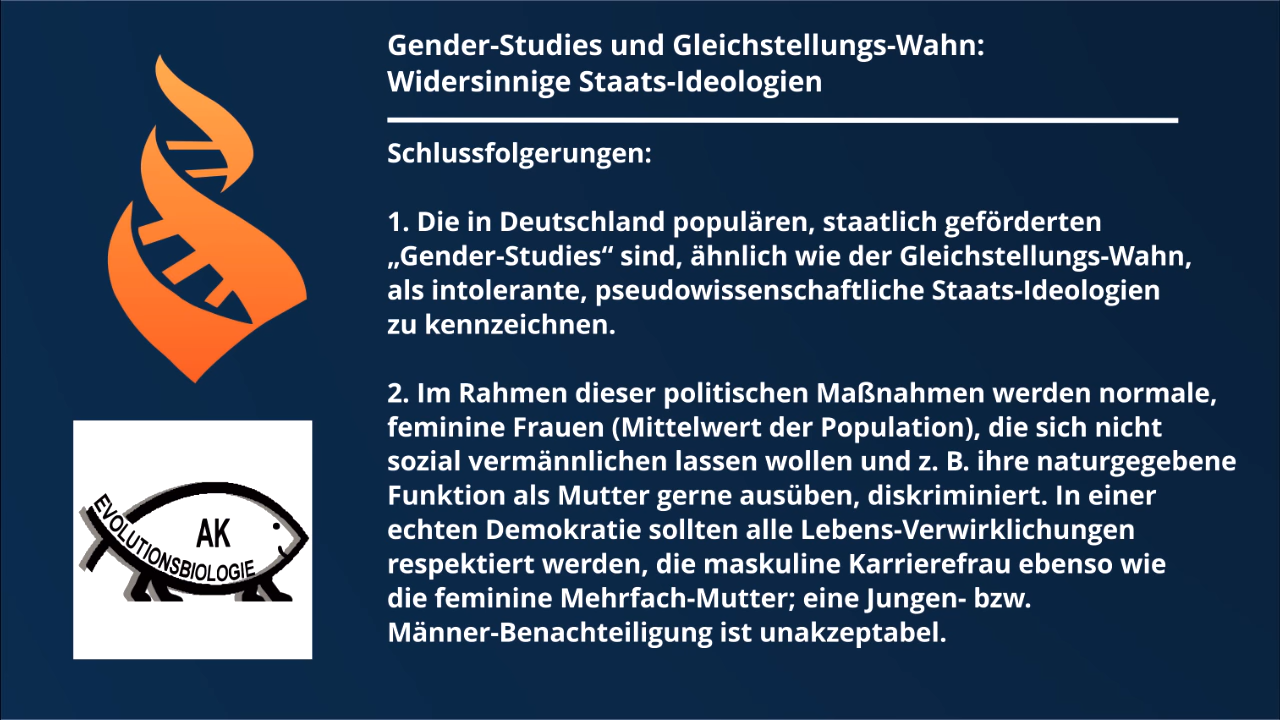 Gender-Studies und Gleichstellungs-Wahn:
Widersinnige Staats-Ideologien
Schlussfolgerungen:
1. Die in Deutschland populären, staatlich geförderten
„Gender-Studies“ sind, ähnlich wie der Gleichstellungs-Wahn,
als intolerante, pseudowissenschaftliche Staats-Ideologien
zu kennzeichnen.
2. Im Rahmen dieser politischen Maßnahmen werden normale,
feminine Frauen (Mittelwert der Population), die sich nicht
sozial vermännlichen lassen wollen und z. B. ihre naturgegebene
Funktion als Mutter gerne ausüben, diskriminiert. In einer
echten Demokratie sollten alle Lebens-Verwirklichungen
respektiert werden, die maskuline Karrierefrau ebenso wie
die feminine Mehrfach-Mutter; eine Jungen- bzw.
Männer-Benachteiligung ist unakzeptabel.
AK
EVOLUTIONSBIOLOGIE